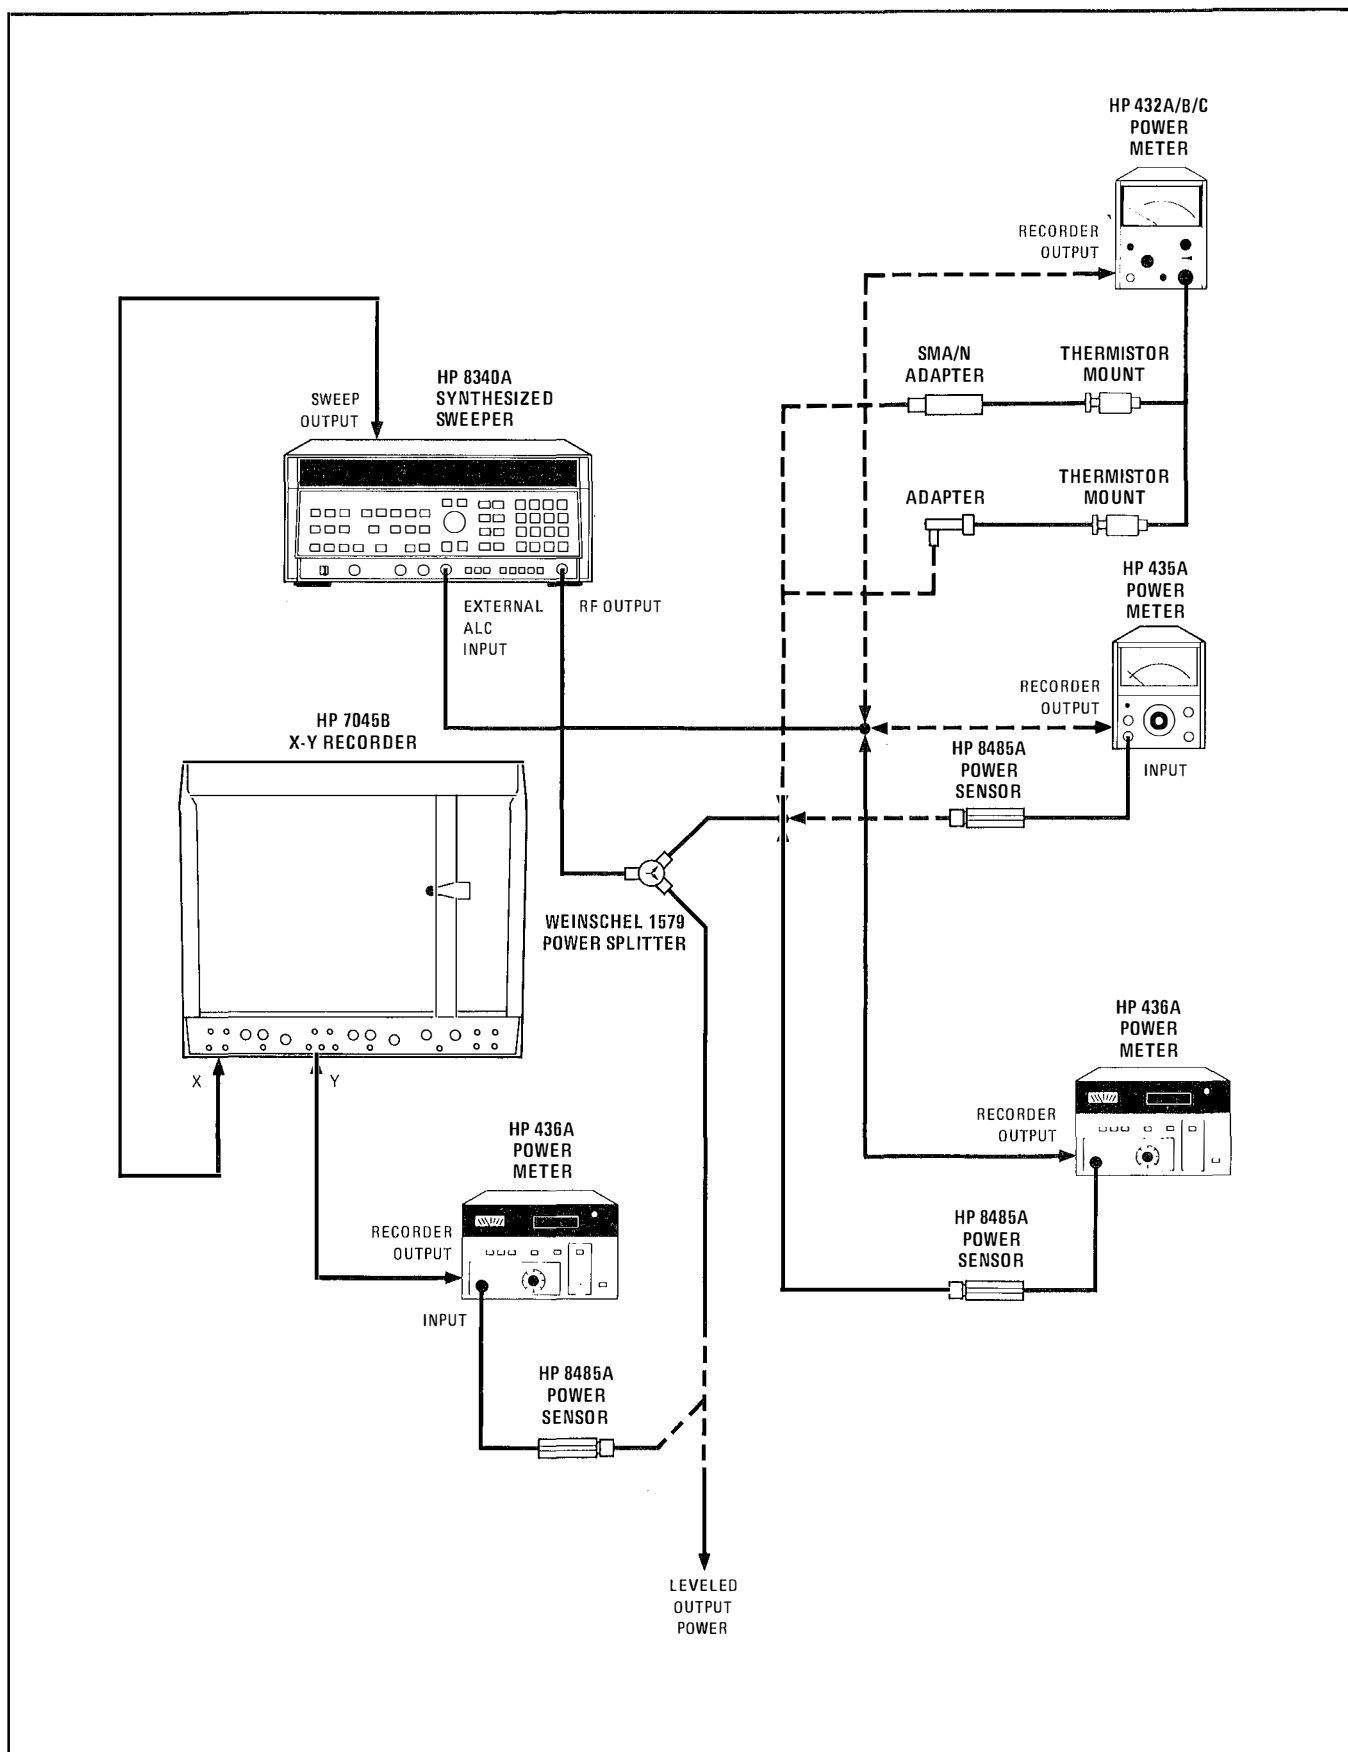 HP 432A/B/C
POWER
METER
RECORDER
OUTPUT
SMA/N
ADAPTER
THERMISTOR
MOUNT
HP 8340A
SYNTHESIZED
SWEEPER
SWEEP
OUTPUT
ADAPTER
THERMISTOR
MOUNT
HP 435A
POWER
METER
EXTERNAL
ALC
INPUT
RF OUTPUT
RECORDER
OUTPUT
HP 7045B
X-Y RECORDER
HP 8485A
POWER
SENSOR
INPUT
WEINSCHEL 1579
POWER SPLITTER
HP 436A
POWER
METER
X
Y
RECORDER
OUTPUT
HP 436A
POWER
METER
RECORDER
OUTPUT
HP 8485A
POWER
SENSOR
INPUT
HP 8485A
POWER
SENSOR
LEVELED
OUTPUT
POWER